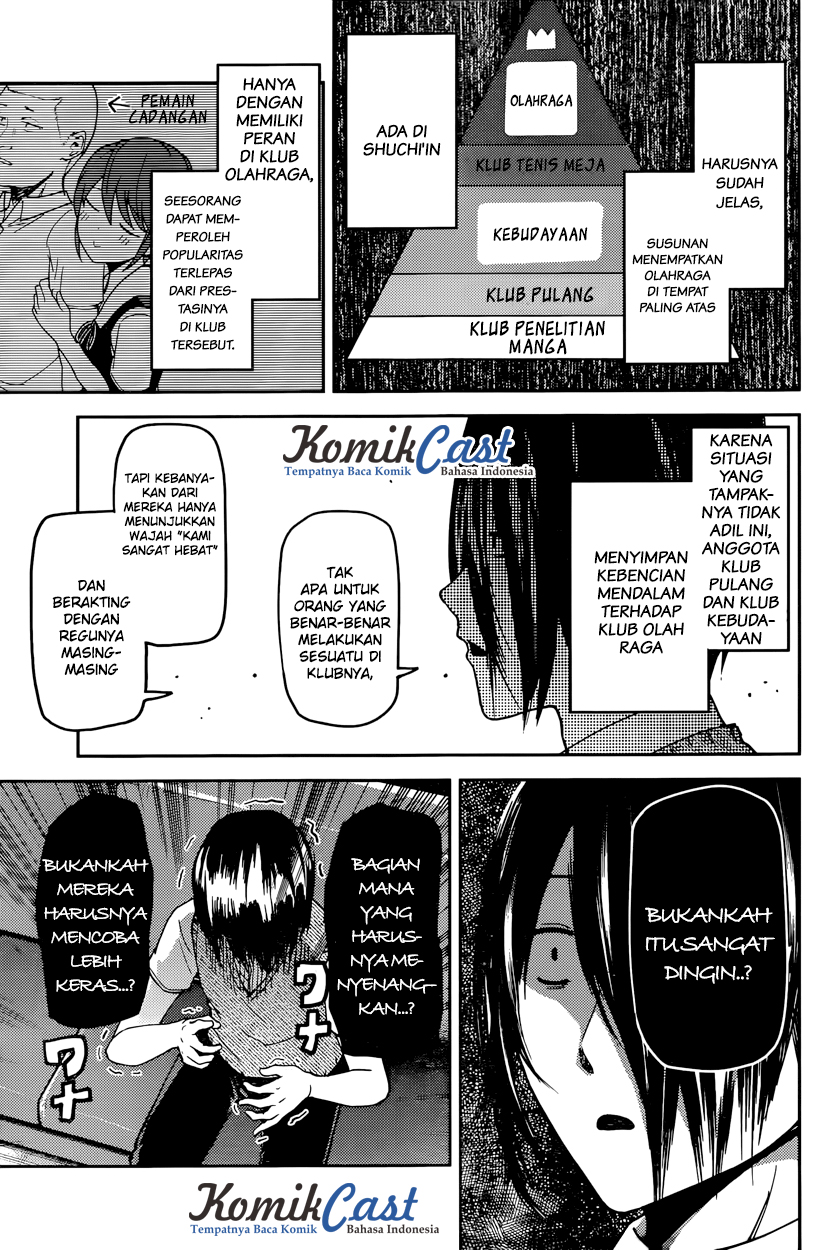 HARUSNYA
SUDAH
JELAS,
SUSUNAN
MENEMPATKAN
OLAHRAGA
DI TEMPAT
PALING ATAS
OLAHRAGA
KLUB TENIS MEJA
KEBUDAYAAN
KLUB PULANG
KLUB PENELITIAN
MANGA
ADA DI
SHUCHI'IN
HANYA
DENGAN
MEMILIKI
PERAN
DI KLUB
OLAHRAGA,
PEMAIN
CADANGAN
SEESORANG
DAPAT MEM-
PEROLEH
POPULARITAS
TERLEPAS
DARI PRES-
TASINYA
DI KLUB
TERSEBUT.
KARENA
SITUASI
YANG
TAMPAK-
NYA TIDAK
ADIL INI,
ANGGOTA
KLUB
PULANG
DAN KLUB
KEBUDA-
YAAN
MENYIMPAN
KEBENCIAN
MENDALAM
TERHADAP
KLUB OLAH
RAGA
KomikCast
Tempatnya Baca Komik Bahasa Indonesia
TAK
APA UNTUK
ORANG YANG
BENAR-BENAR
MELAKUKAN
SESUATU DI
KLUBNYA,
TAPI KEBANYA-
KAN DARI
MEREKA HANYA
MENUNJUKKAN
WAJAH "KAMI
SANGAT HEBAT"
DAN
BERAKTING
DENGAN
REGUNYA
MASING-
MASING
BUKANKAH
ITU.SANGAT
DINGIN..?
BAGIAN
MANA
YANG
HARUS-
NYA ME-
NYENANG-
KAN...?
ワナ
BUKANKAH
MEREKA
HARUSNYA
MENCOBA
LEBIH
KERAS...?
ワナ
KomikCast
Tempatnya Baca Komik Bahasa Indonesia